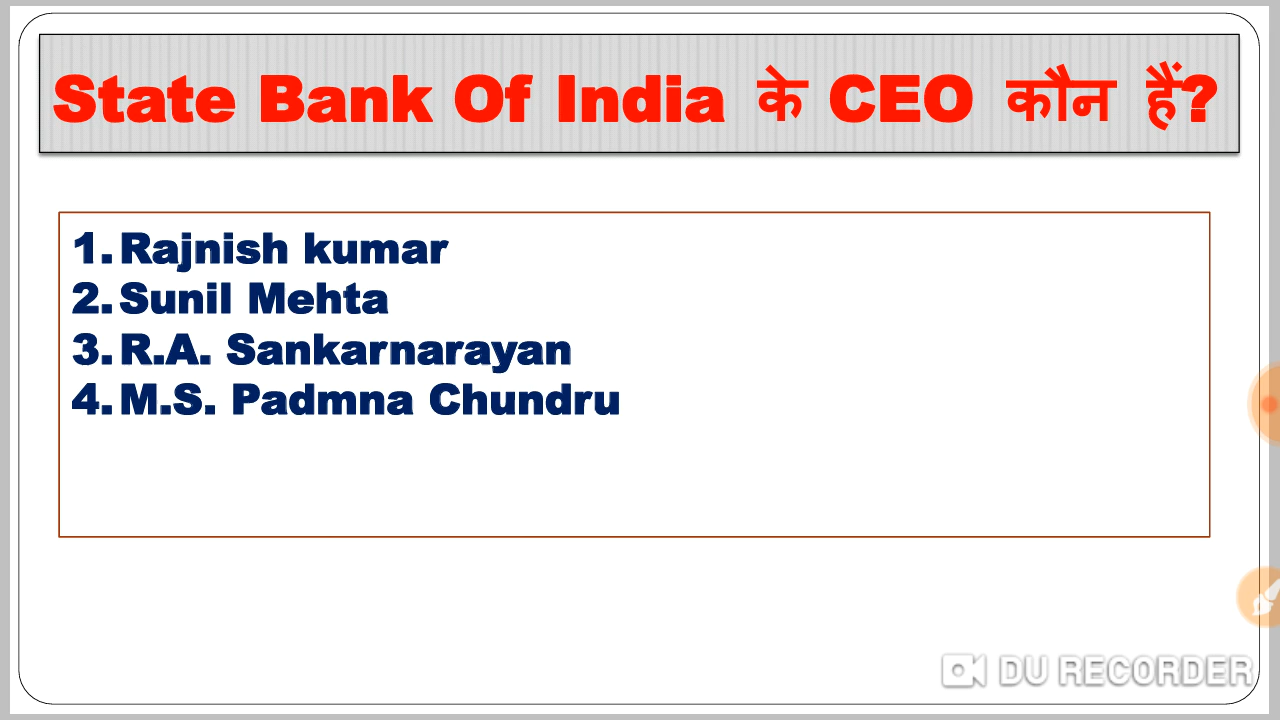 State Bank Of India के CEO कौन हैं?
1. Rajnish kumar
2. Sunil Mehta
3. R.A. Sankarnarayan
4. M.S. Padmna Chundru
DU RECORDER